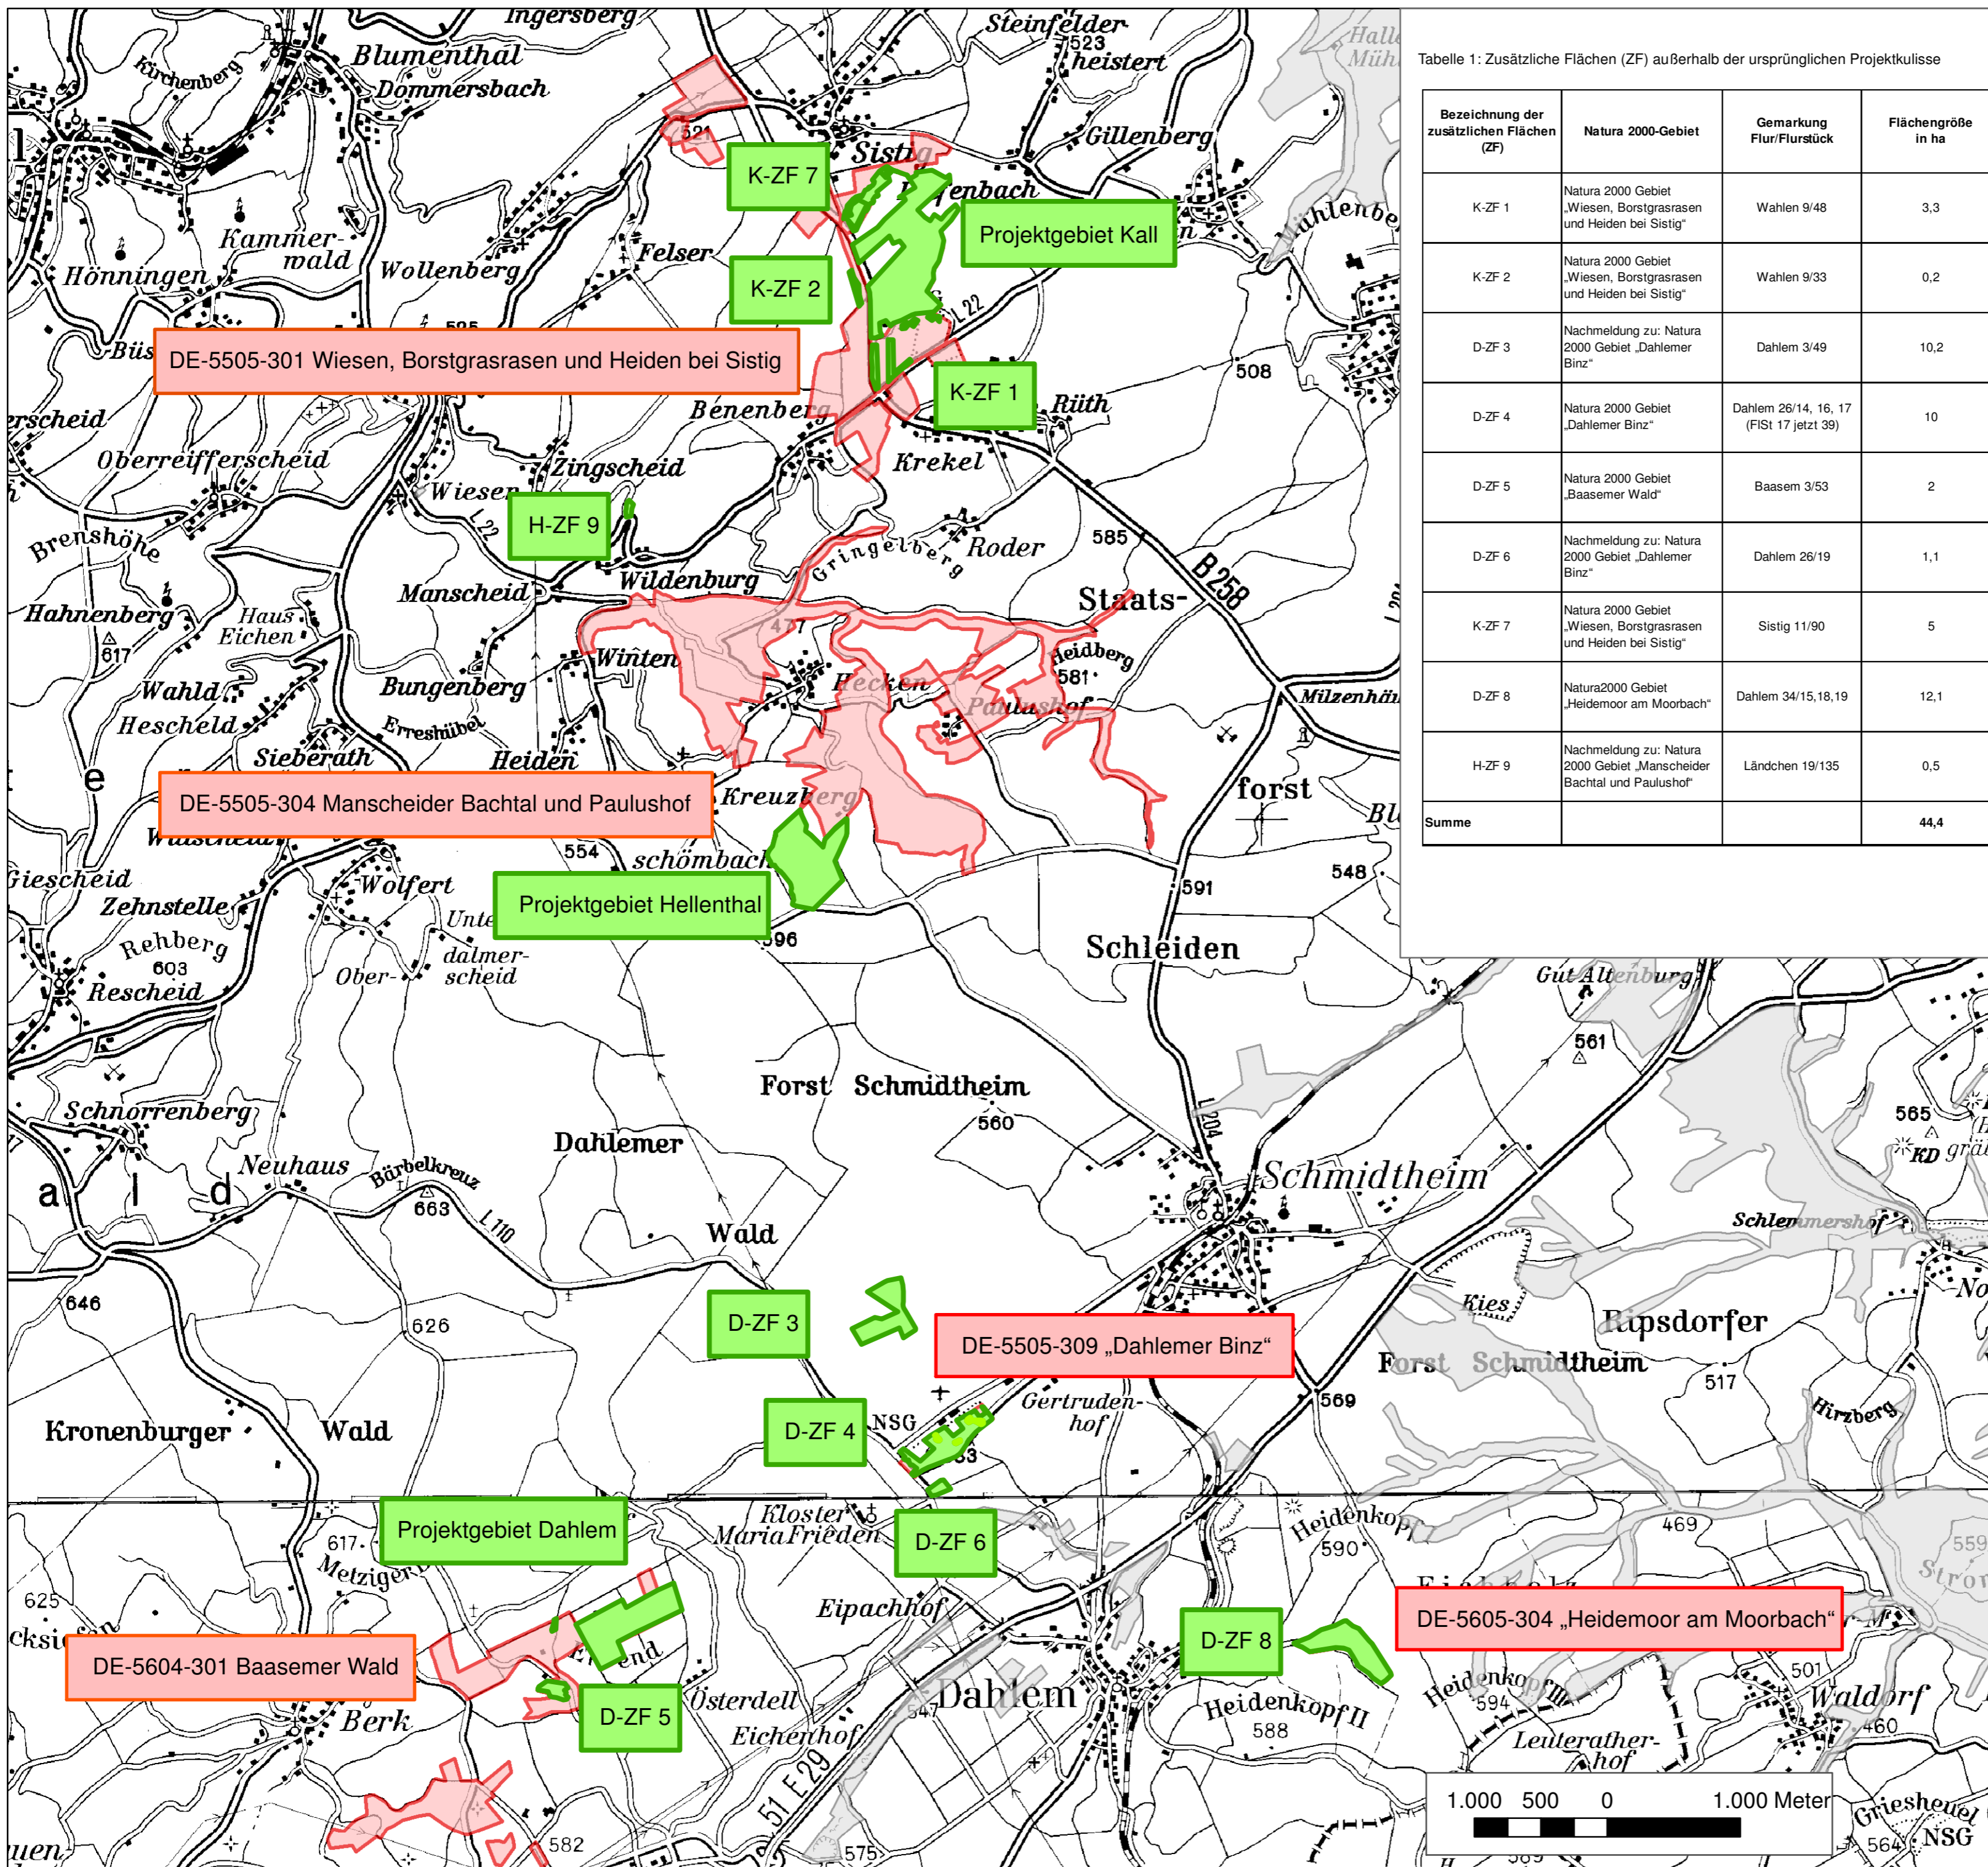 Ingersberg
Steinfelder-
523
heistert
Blumenthal
Kirchenberg
Dommersbach
521
Sistig
Gillenberg
K-ZF 7
Projektgebiet Kall
Kammer-
wald
Felser
Hönningen
Wollenberg
K-ZF 2
L22
DE-5505-301 Wiesen, Borstgrasrasen und Heiden bei Sistig
508
K-ZF 1
Benenberg
Rüth
Oberreifferscheid
Zingscheid
Krekel
Wiesen
H-ZF 9
L22
Brenshöhe
Gringelberg
Roder
585
B258
Manscheid
Wildenburg
Staats-
Hahnenberg
Haus
Eichen
617
477
Winten
Heidberg
581
Wahld
Bungenberg
Hecken
Paulushof
Hescheld
Erreshübel
Sieberath
Heiden
e
forst
DE-5505-304 Manscheider Bachtal und Paulushof
Kreuzberg
554
schömbach
548
Giescheid
Wolfert
591
Zehnstelle
Projektgebiet Hellenthal
596
Rehberg
603
Ober-
dalmer-
scheid
Schleiden
Rescheid
Gut Altenburg
561
Forst Schmidtheim
560
Schnorrenberg
Dahlemer
L204
565
Neuhaus
Bärbelkreuz
663
L110
Schmidtheim
a l d
KD
Wald
Schlemmershof
646
626
D-ZF 3
Kies
Ripsdorfer
DE-5505-309 „Dahlemer Binz“
Forst Schmidtheim
517
Gertruden-
hof
569
Hirzberg
Kronenburger Wald
D-ZF 4
NSG
Projektgebiet Dahlem
Kloster
Maria Frieden
D-ZF 6
Heidenkopf
590
469
617
559
625
Eipachhof
D-ZF 8
DE-5605-304 „Heidemoor am Moorbach“
DE-5604-301 Baasemer Wald
D-ZF 5
Österdell
Dahlem
547
Heidenkopf II
588
Heidenkopf III
594
501
Waldorf
460
Berk
Eichenhof
Leuterather-
hof
51 E29
582
575
1.000 500 0 1.000 Meter
564
NSG
Tabelle 1: Zusätzliche Flächen (ZF) außerhalb der ursprünglichen Projektkulisse
Bezeichnung der zusätzlichen Flächen (ZF) Natura 2000-Gebiet Gemarkung Flur/Flurstück Flächengröße in ha
K-ZF 1 Natura 2000 Gebiet „Wiesen, Borstgrasrasen und Heiden bei Sistig“ Wahlen 9/48 3,3
K-ZF 2 Natura 2000 Gebiet „Wiesen, Borstgrasrasen und Heiden bei Sistig“ Wahlen 9/33 0,2
D-ZF 3 Nachmeldung zu: Natura 2000 Gebiet „Dahlemer Binz“ Dahlem 3/49 10,2
D-ZF 4 Natura 2000 Gebiet „Dahlemer Binz“ Dahlem 26/14, 16, 17 (FlSt 17 jetzt 39) 10
D-ZF 5 Natura 2000 Gebiet „Baasemer Wald“ Baasem 3/53 2
D-ZF 6 Nachmeldung zu: Natura 2000 Gebiet „Dahlemer Binz“ Dahlem 26/19 1,1
K-ZF 7 Natura 2000 Gebiet „Wiesen, Borstgrasrasen und Heiden bei Sistig“ Sistig 11/90 5
D-ZF 8 Natura2000 Gebiet „Heidemoor am Moorbach“ Dahlem 34/15,18,19 12,1
H-ZF 9 Nachmeldung zu: Natura 2000 Gebiet „Manscheider Bachtal und Paulushof“ Ländchen 19/135 0,5
Summe 44,4